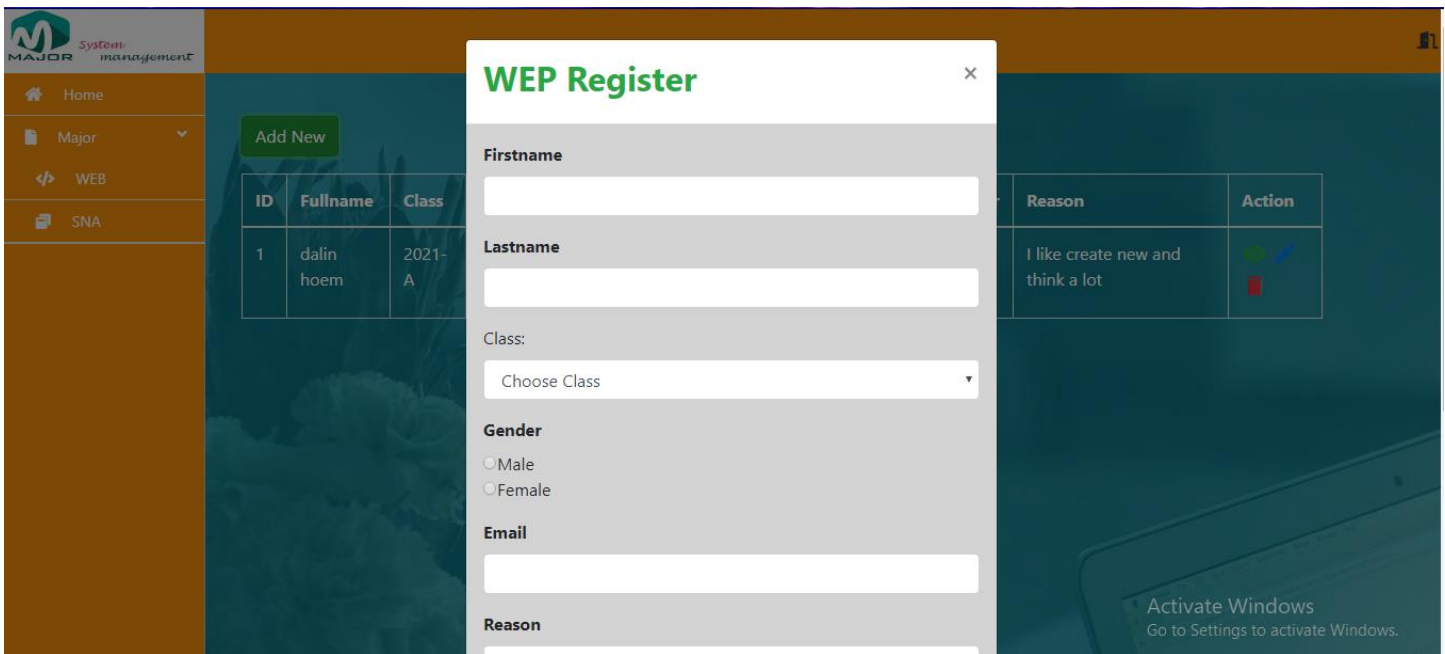 System
MAJOR management
Home
Major
WEB
SNA
Add New
ID Fullname Class Reason Action
1 dalin hoem 2021-A I like create new and think a lot
WEP Register
×
Firstname
Lastname
Class:
Choose Class
Gender
Male
Female
Email
Reason
Activate Windows
Go to Settings to activate Windows.